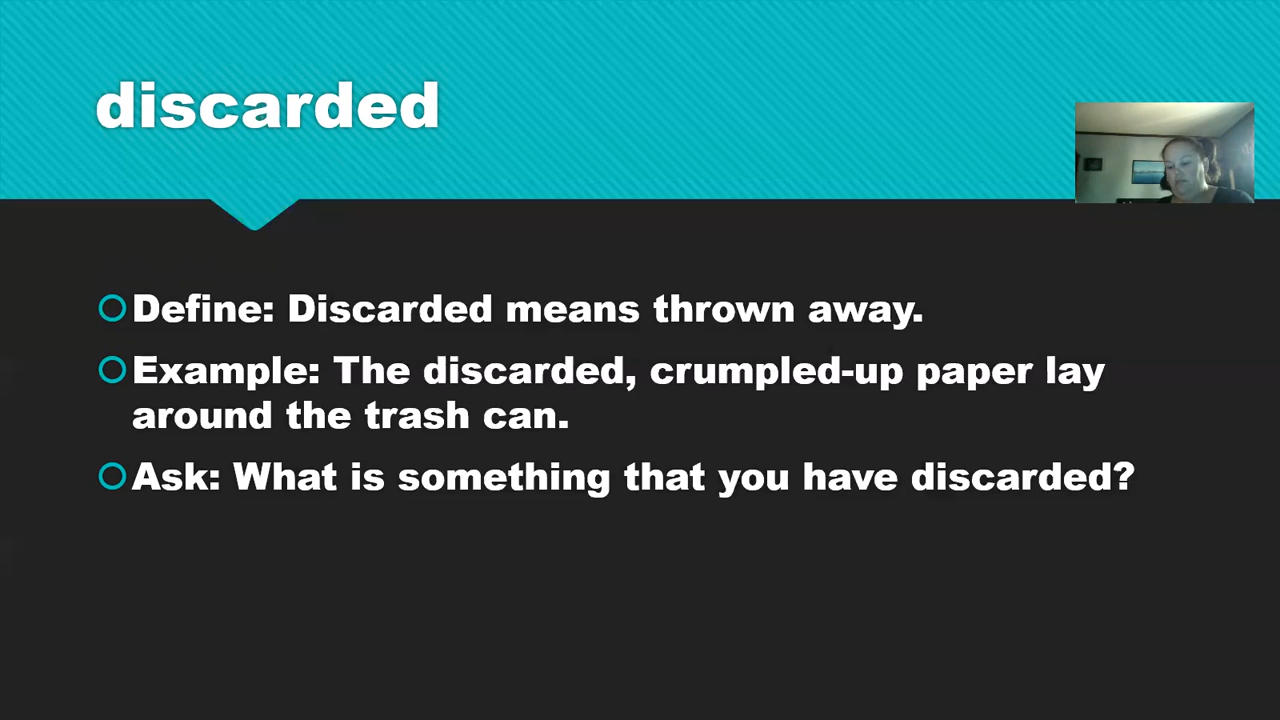 discarded
Define: Discarded means thrown away.
Example: The discarded, crumpled-up paper lay
around the trash can.
Ask: What is something that you have discarded?